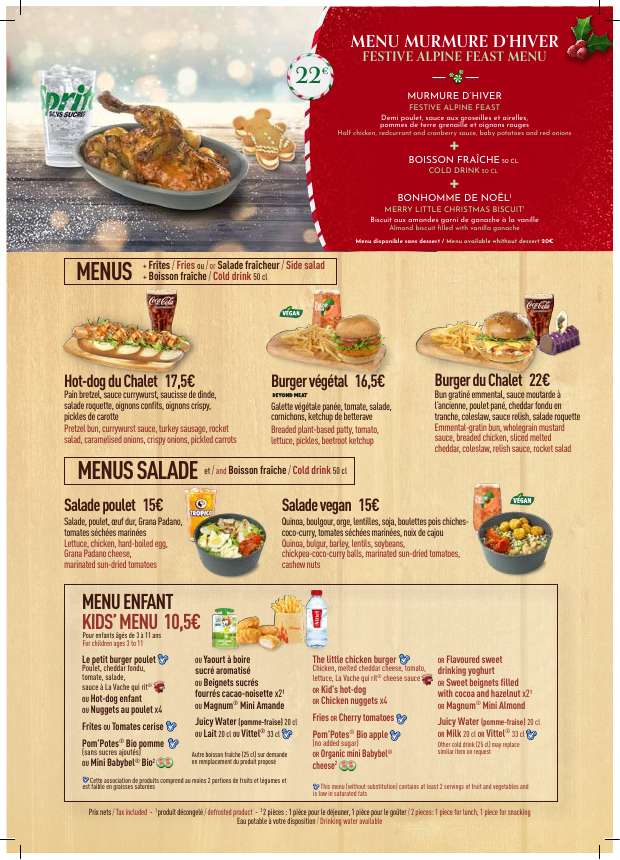 MENU MURMURE D'HIVER
FESTIVE ALPINE FEAST MENU
22€
MURMURE D'HIVER
FESTIVE ALPINE FEAST
Demi poulet, sauce aux groseilles et airelles,
pommes de terre grenaille et oignons rouges
Half chicken, redcurrant and cranberry sauce, baby potatoes and red onions
+
BOISSON FRAÎCHE 50 CL
COLD DRINK 50 CL
+
BONHOMME DE NOËL¹
MERRY LITTLE CHRISTMAS BISCUIT¹
Biscuit aux amandes garni de ganache à la vanille
Almond biscuit filled with vanilla ganache
Menu disponible sans dessert / Menu available whithout dessert 20€
Sprite
SANS SUCRES
MENUS
+ Frites / Fries ou / or Salade fraîcheur / Side salad
+ Boisson fraîche / Cold drink 50 cl
Coca-Cola
VÉGAN
Coca-Cola
Hot-dog du Chalet 17,5€
Pain bretzel, sauce currywurst, saucisse de dinde,
salade roquette, oignons confits, oignons crispy,
pickles de carotte
Pretzel bun, currywurst sauce, turkey sausage, rocket
salad, caramelised onions, crispy onions, pickled carrots
Burger végétal 16,5€
BEYOND MEAT
Galette végétale panée, tomate, salade,
cornichons, ketchup de betterave
Breaded plant-based patty, tomato,
lettuce, pickles, beetroot ketchup
Burger du Chalet 22€
Bun gratiné emmental, sauce moutarde à
l'ancienne, poulet pané, cheddar fondu en
tranche, coleslaw, sauce relish, salade roquette
Emmental-gratin bun, wholegrain mustard
sauce, breaded chicken, sliced melted
cheddar, coleslaw, relish sauce, rocket salad
MENUS SALADE et / and Boisson fraîche / Cold drink 50 cl
Salade poulet 15€
Salade, poulet, œuf dur, Grana Padano,
tomates séchées marinées
Lettuce, chicken, hard-boiled egg,
Grana Padano cheese,
marinated sun-dried tomatoes
TROPICO
Salade vegan 15€
Quinoa, boulgour, orge, lentilles, soja, boulettes pois chiches-
coco-curry, tomates séchées marinées, noix de cajou
Quinoa, bulgur, barley, lentils, soybeans,
chickpea-coco-curry balls, marinated sun-dried tomatoes,
cashew nuts
VÉGAN
MENU ENFANT
KIDS' MENU 10,5€
Pour enfants âgés de 3 à 11 ans
For children ages 3 to 11
Le petit burger poulet
Poulet, cheddar fondu,
tomate, salade,
sauce à La Vache qui rit®
ou Hot-dog enfant
ou Nuggets au poulet x4
Frites ou Tomates cerise
Pom'Potes® Bio pomme
(sans sucres ajoutés)
ou Mini Babybel® Bio²
ou Yaourt à boire
sucré aromatisé
ou Beignets sucrés
fourrés cacao-noisette x2¹
ou Magnum® Mini Amande
Juicy Water (pomme-fraise) 20 cl
ou Lait 20 cl ou Vittel® 33 cl
Autre boisson fraîche (25 cl) sur demande
en remplacement du produit proposé
Cette association de produits comprend au moins 2 portions de fruits et légumes et
est faible en graisses saturées
The little chicken burger
Chicken, melted cheddar cheese, tomato,
lettuce, La Vache qui rit® cheese sauce
OR Kid's hot-dog
OR Chicken nuggets x4
Fries OR Cherry tomatoes
Pom'Potes® Bio apple
(no added sugar)
OR Organic mini Babybel®
cheese²
OR Flavoured sweet
drinking yoghurt
OR Sweet beignets filled
with cocoa and hazelnut x2¹
OR Magnum® Mini Almond
Juicy Water (pomme-fraise) 20 cl
OR Milk 20 cl OR Vittel® 33 cl
Other cold drink (25 cl) may replace
similar item on request
This menu (without substitution) contains at least 2 servings of fruit and vegetables and
is low in saturated fats
Prix nets / Tax included - ¹produit décongelé / defrosted product - ²2 pièces : 1 pièce pour le déjeuner, 1 pièce pour le goûter / 2 pieces: 1 piece for lunch, 1 piece for snacking
Eau potable à votre disposition / Drinking water available